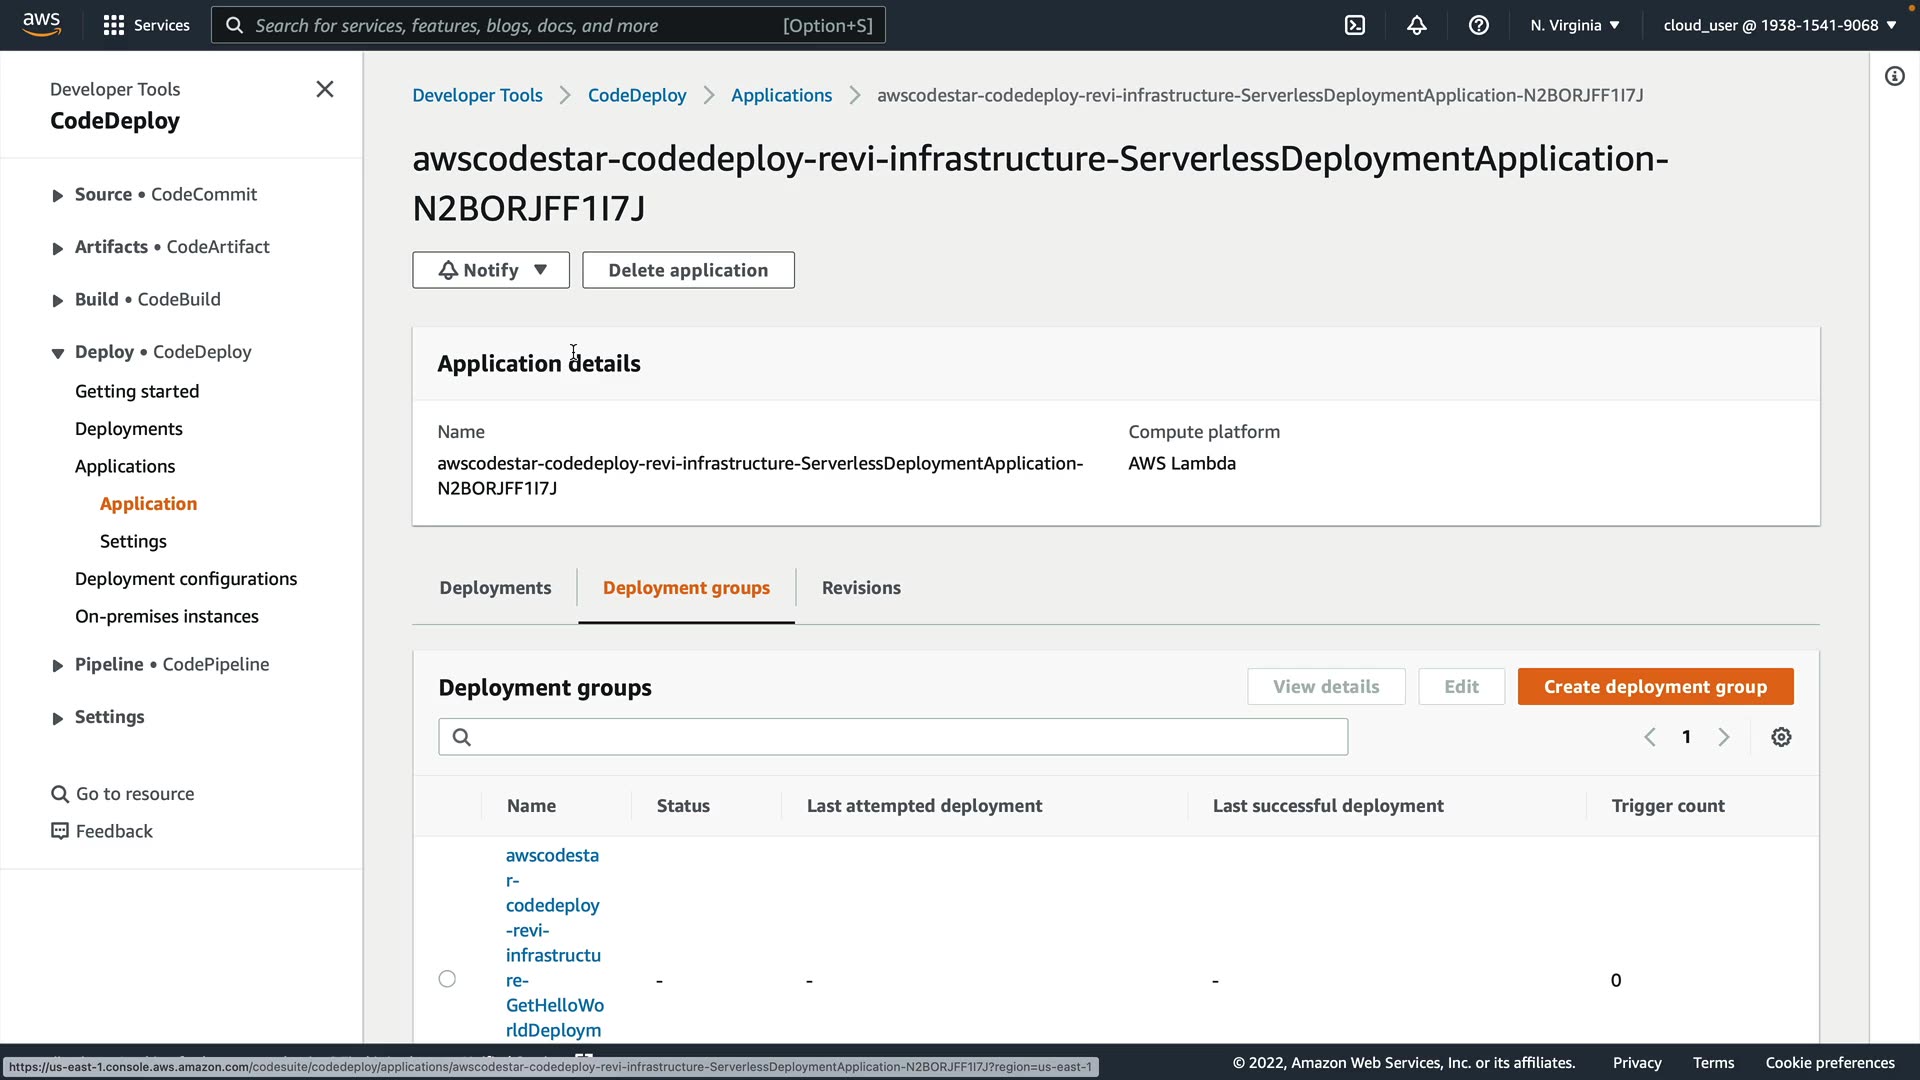 aws
Services
Search for services, features, blogs, docs, and more
[Option+S]
N. Virginia
cloud_user @ 1938-1541-9068
Developer Tools
CodeDeploy
Source • CodeCommit
Artifacts • CodeArtifact
Build • CodeBuild
Deploy • CodeDeploy
Getting started
Deployments
Applications
Application
Settings
Deployment configurations
On-premises instances
Pipeline • CodePipeline
Settings
Go to resource
Feedback
Developer Tools
CodeDeploy
Applications
awscodestar-codedeploy-revi-infrastructure-ServerlessDeploymentApplication-N2BORJFF1I7J
awscodestar-codedeploy-revi-infrastructure-ServerlessDeploymentApplication-
N2BORJFF1I7J
Notify
Delete application
Application details
Name
awscodestar-codedeploy-revi-infrastructure-ServerlessDeploymentApplication-
N2BORJFF1I7J
Compute platform
AWS Lambda
Deployments
Deployment groups
Revisions
Deployment groups
View details
Edit
Create deployment group
1
Name
Status
Last attempted deployment
Last successful deployment
Trigger count
awscodesta
r-
codedeploy
-revi-
infrastructu
re-
GetHelloWo
rldDeploym
-
-
-
0
https://us-east-1.console.aws.amazon.com/codesuite/codedeploy/applications/awscodestar-codedeploy-revi-infrastructure-ServerlessDeploymentApplication-N2BORJFF1I7J?region=us-east-1
© 2022, Amazon Web Services, Inc. or its affiliates.
Privacy
Terms
Cookie preferences